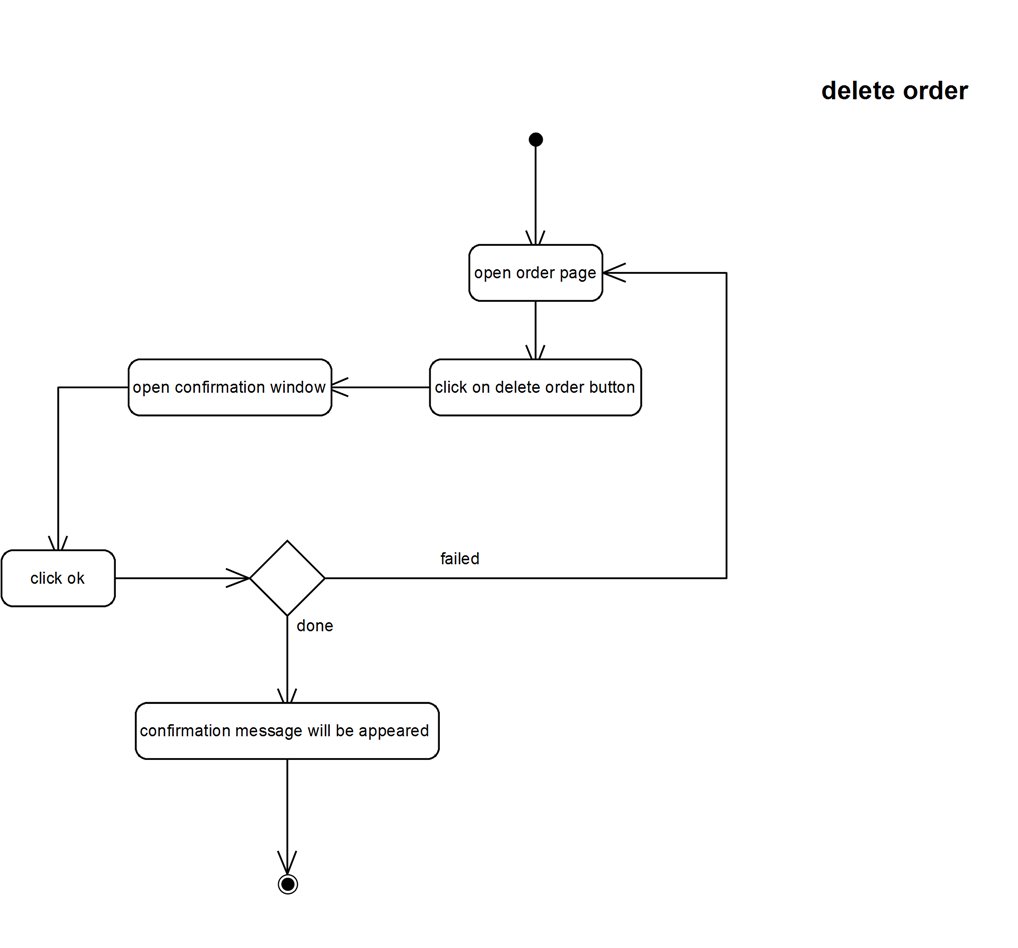 delete order
open order page
click on delete order button
open confirmation window
click ok
failed
done
confirmation message will be appeared